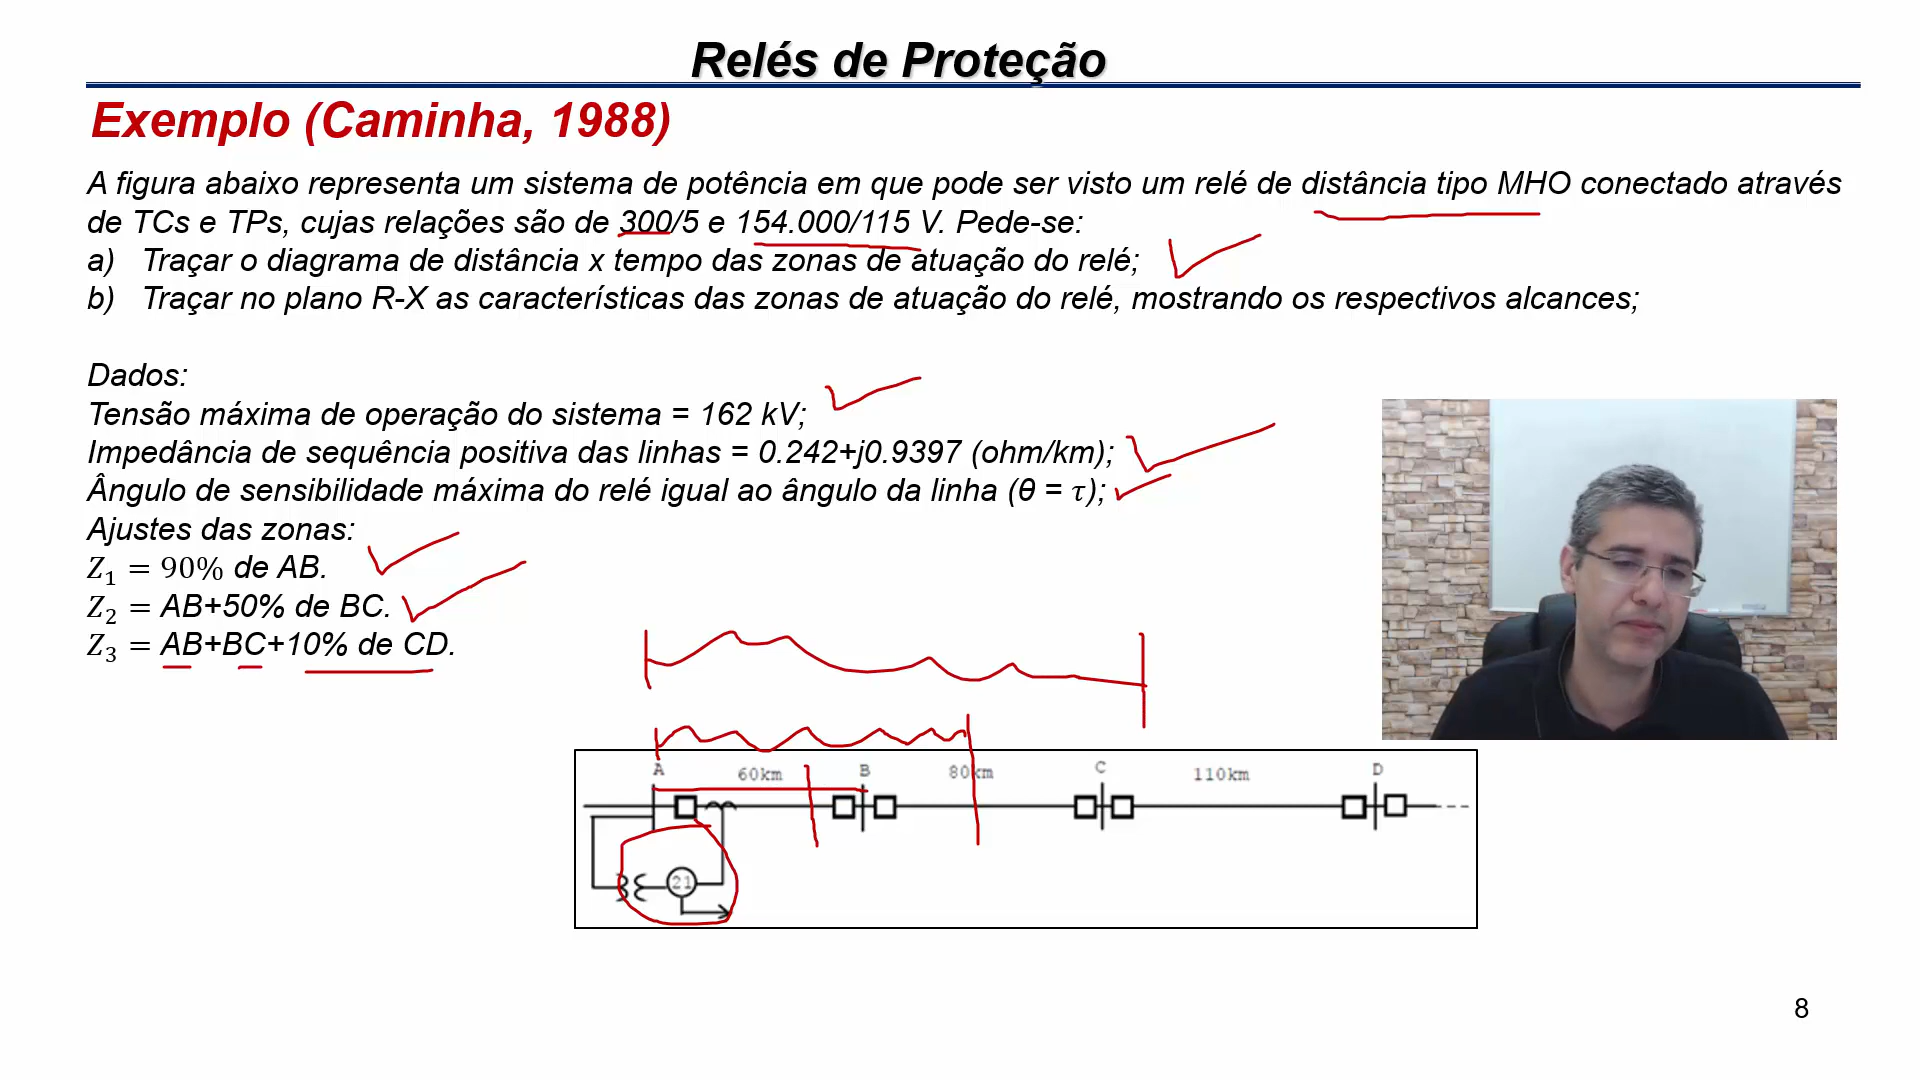 Relés de Proteção
Exemplo (Caminha, 1988)
A figura abaixo representa um sistema de potência em que pode ser visto um relé de distância tipo MHO conectado através
de TCs e TPs, cujas relações são de 300/5 e 154.000/115 V. Pede-se:
a) Traçar o diagrama de distância x tempo das zonas de atuação do relé;
b) Traçar no plano R-X as características das zonas de atuação do relé, mostrando os respectivos alcances;
Dados:
Tensão máxima de operação do sistema = 162 kV;
Impedância de sequência positiva das linhas = 0.242+j0.9397 (ohm/km);
Ângulo de sensibilidade máxima do relé igual ao ângulo da linha (θ = τ);
Ajustes das zonas:
Z₁ = 90% de AB.
Z₂ = AB+50% de BC.
Z₃ = AB+BC+10% de CD.
A 60km B 80km C 110km D
21
8